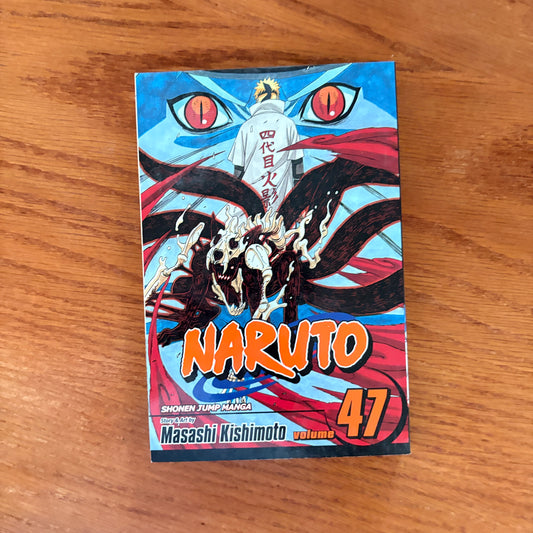 四代目火影
NARUTO
SHONEN JUMP MANGA
Story & Art by
Masashi Kishimoto
volume 47